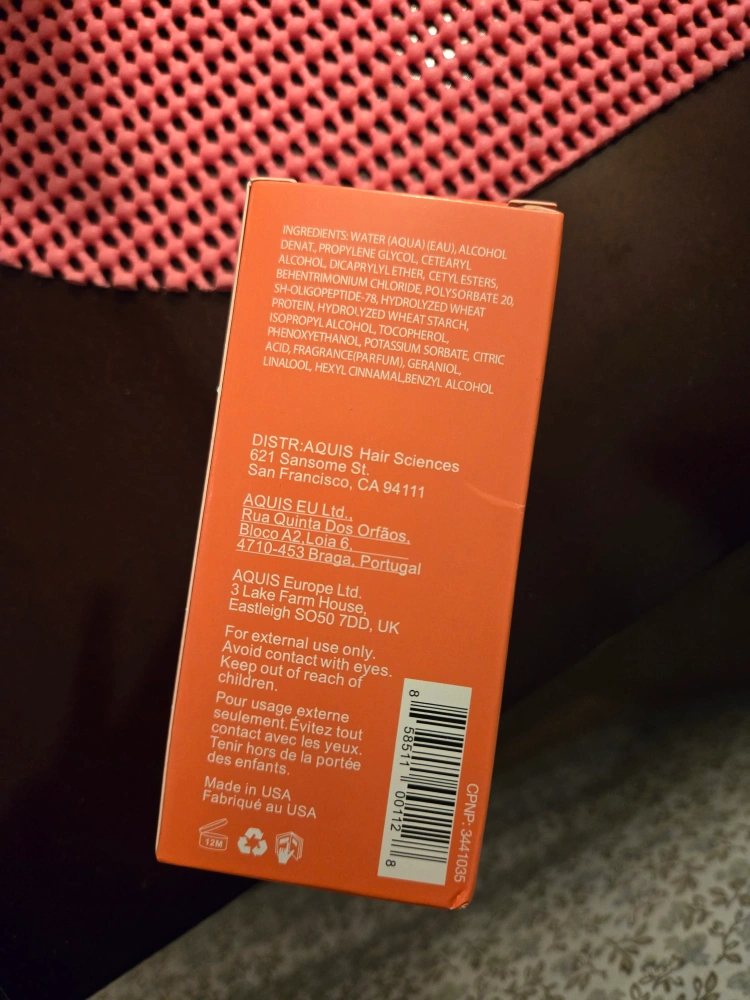 INGREDIENTS: WATER (AQUA) (EAU), ALCOHOL
DENAT., PROPYLENE GLYCOL, CETEARYL
ALCOHOL, DICAPRYLYL ETHER, CETYL ESTERS,
BEHENTRIMONIUM CHLORIDE, POLYSORBATE 20,
SH-OLIGOPEPTIDE-78, HYDROLYZED WHEAT
PROTEIN, HYDROLYZED WHEAT STARCH,
ISOPROPYL ALCOHOL, TOCOPHEROL,
PHENOXYETHANOL, POTASSIUM SORBATE, CITRIC
ACID, FRAGRANCE(PARFUM), GERANIOL,
LINALOOL, HEXYL CINNAMAL,BENZYL ALCOHOL
DISTR:AQUIS Hair Sciences
621 Sansome St.
San Francisco, CA 94111
AQUIS EU Ltd.,
Rua Quinta Dos Orfãos,
Bloco A2,Loia 6,
4710-453 Braga, Portugal
AQUIS Europe Ltd.
3 Lake Farm House,
Eastleigh SO50 7DD, UK
For external use only.
Avoid contact with eyes.
Keep out of reach of
children.
Pour usage externe
seulement.Évitez tout
contact avec les yeux.
Tenir hors de la portée
des enfants.
Made in USA
Fabriqué au USA
12M
8 58511 00112 8
CPNP: 3441035